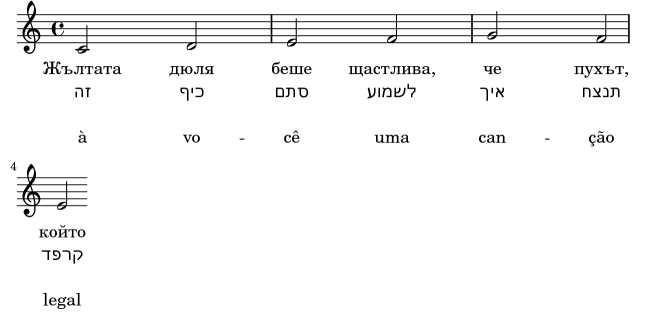 Жълтата дюля беше щастлива, че пухът,
זה כיף סתם לשמוע איך תנצח
à vo - cê uma can - ção
4
който
קרפד
legal